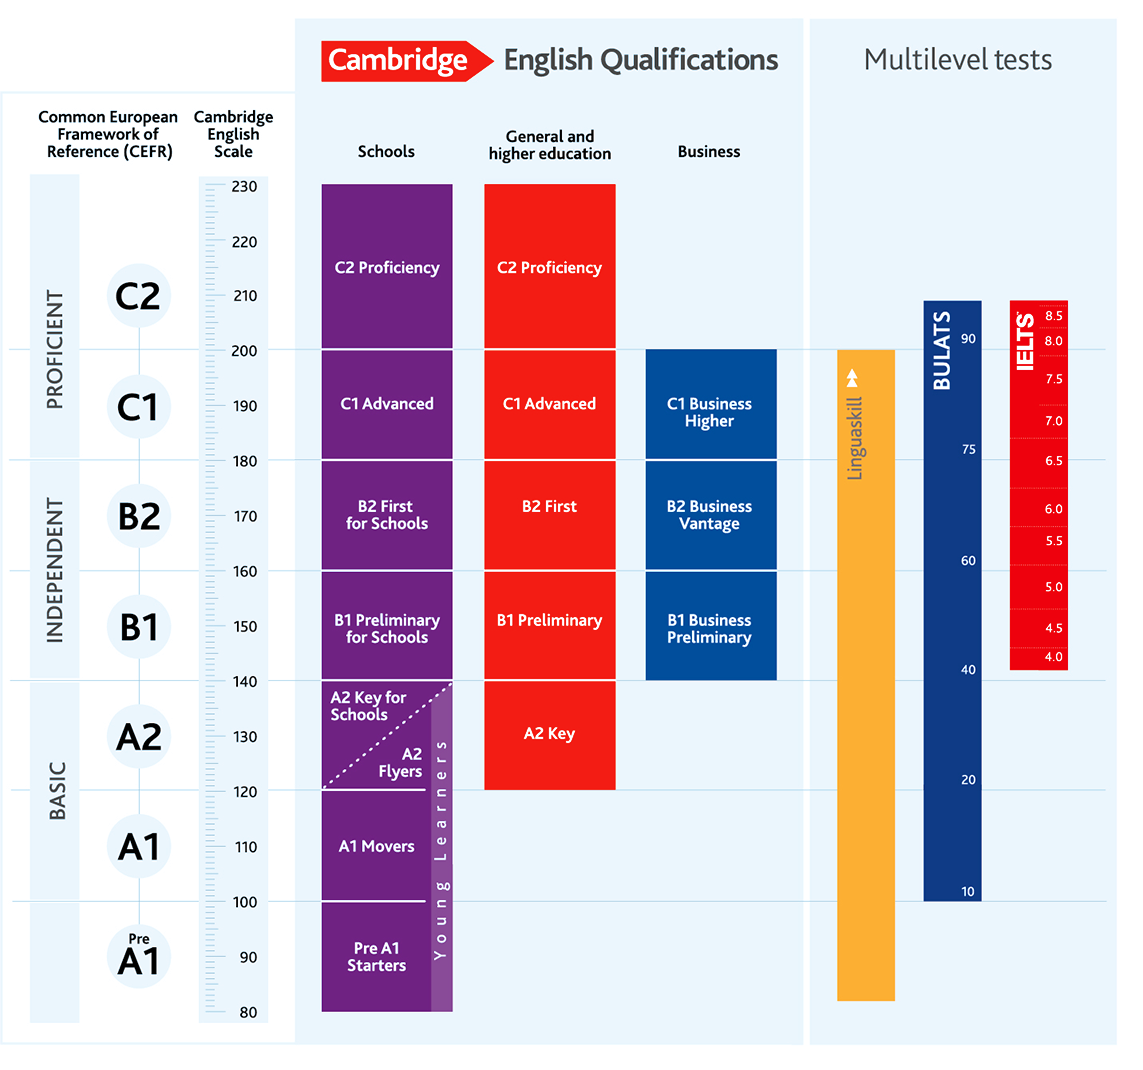 Cambridge English Qualifications
Multilevel tests
Common European
Framework of
Reference (CEFR)
Cambridge
English
Scale
Schools
General and
higher education
Business
PROFICIENT
INDEPENDENT
BASIC
C2
C1
B2
B1
A2
A1
Pre
A1
230
220
210
200
190
180
170
160
150
140
130
120
110
100
90
80
C2 Proficiency
C1 Advanced
B2 First
for Schools
B1 Preliminary
for Schools
A2 Key for
Schools
A2
Flyers
A1 Movers
Pre A1
Starters
Young Learners
C2 Proficiency
C1 Advanced
B2 First
B1 Preliminary
A2 Key
C1 Business
Higher
B2 Business
Vantage
B1 Business
Preliminary
Linguaskill
BULATS
90
75
60
40
20
10
IELTS
8.5
8.0
7.5
7.0
6.5
6.0
5.5
5.0
4.5
4.0